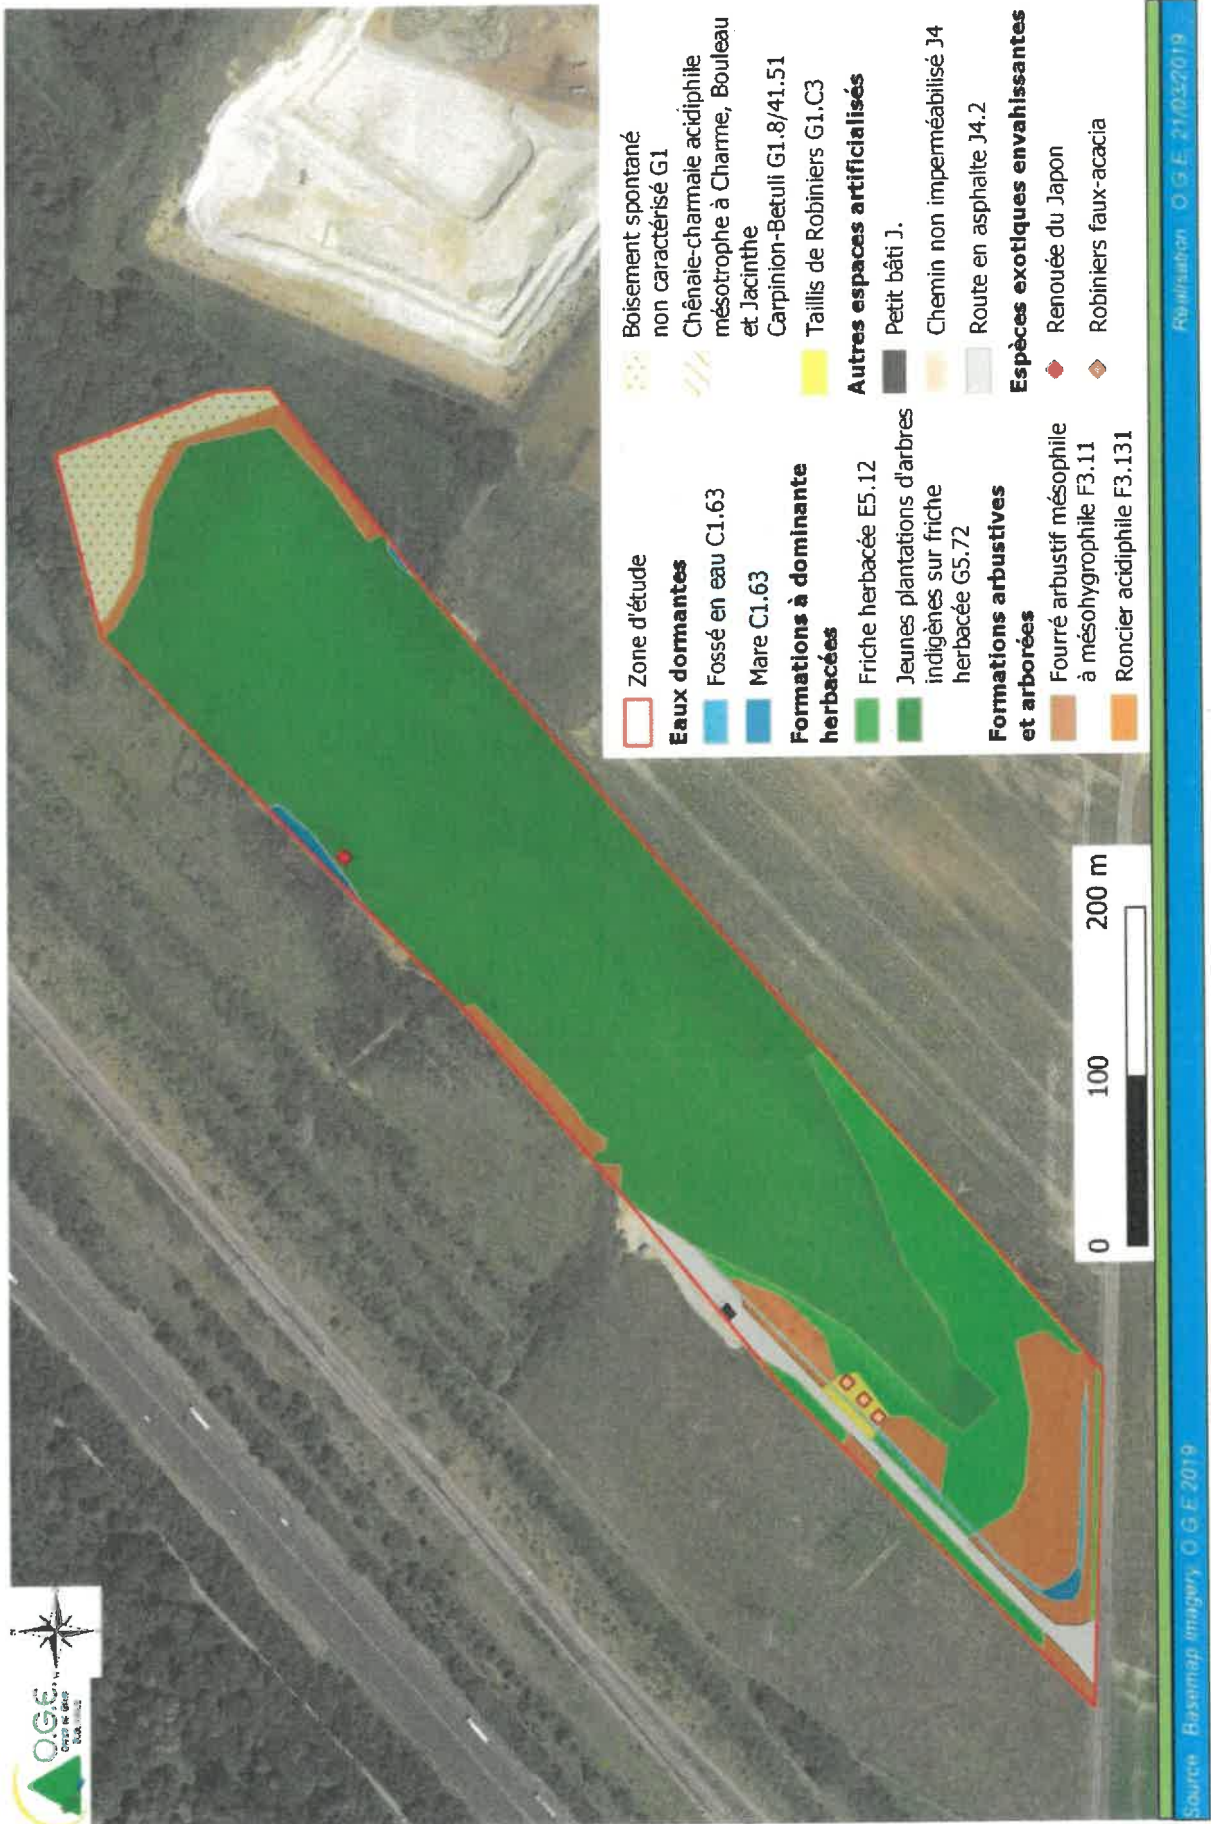 O.G.E.
Zone d'étude
Eaux dormantes
Fossé en eau C1.63
Mare C1.63
Formations à dominante
herbacées
Friche herbacée E5.12
Jeunes plantations d'arbres
indigènes sur friche
herbacée G5.72
Formations arbustives
et arborées
Fourré arbustif mésophile
à mésohygrophile F3.11
Roncier acidiphile F3.131
Boisement spontané
non caractérisé G1
Chênaie-charmaie acidiphile
mésotrophe à Charme, Bouleau
et Jacinthe
Carpinion-Betuli G1.8/41.51
Taillis de Robiniers G1.C3
Autres espaces artificialisés
Petit bâti J.
Chemin non imperméabilisé J4
Route en asphalte J4.2
Espèces exotiques envahissantes
Renouée du Japon
Robiniers faux-acacia
0 100 200 m
Source Basemap Imagery O G E 2019
Réalisation O G E 21/03/2019